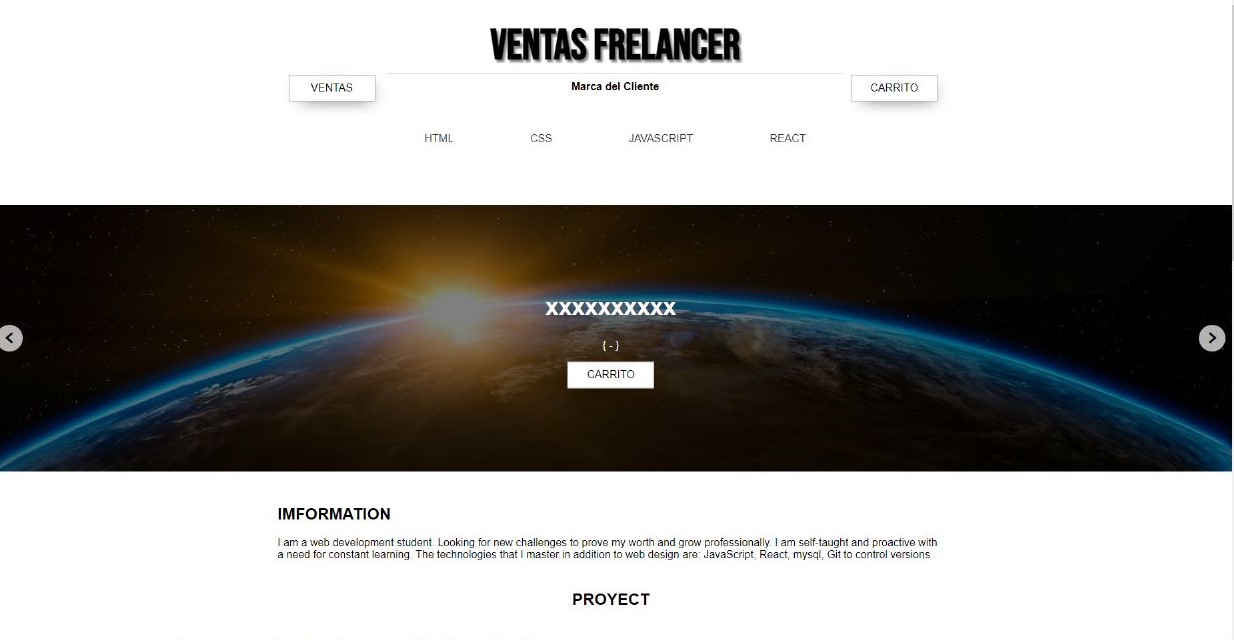 VENTAS FRELANCER
VENTAS
Marca del Cliente
CARRITO
HTML CSS JAVASCRIPT REACT
XXXXXXXXXX
{ - }
CARRITO
IMFORMATION
I am a web development student. Looking for new challenges to prove my worth and grow professionally. I am self-taught and proactive with
a need for constant learning. The technologies that I master in addition to web design are: JavaScript, React, mysql, Git to control versions.
PROYECT